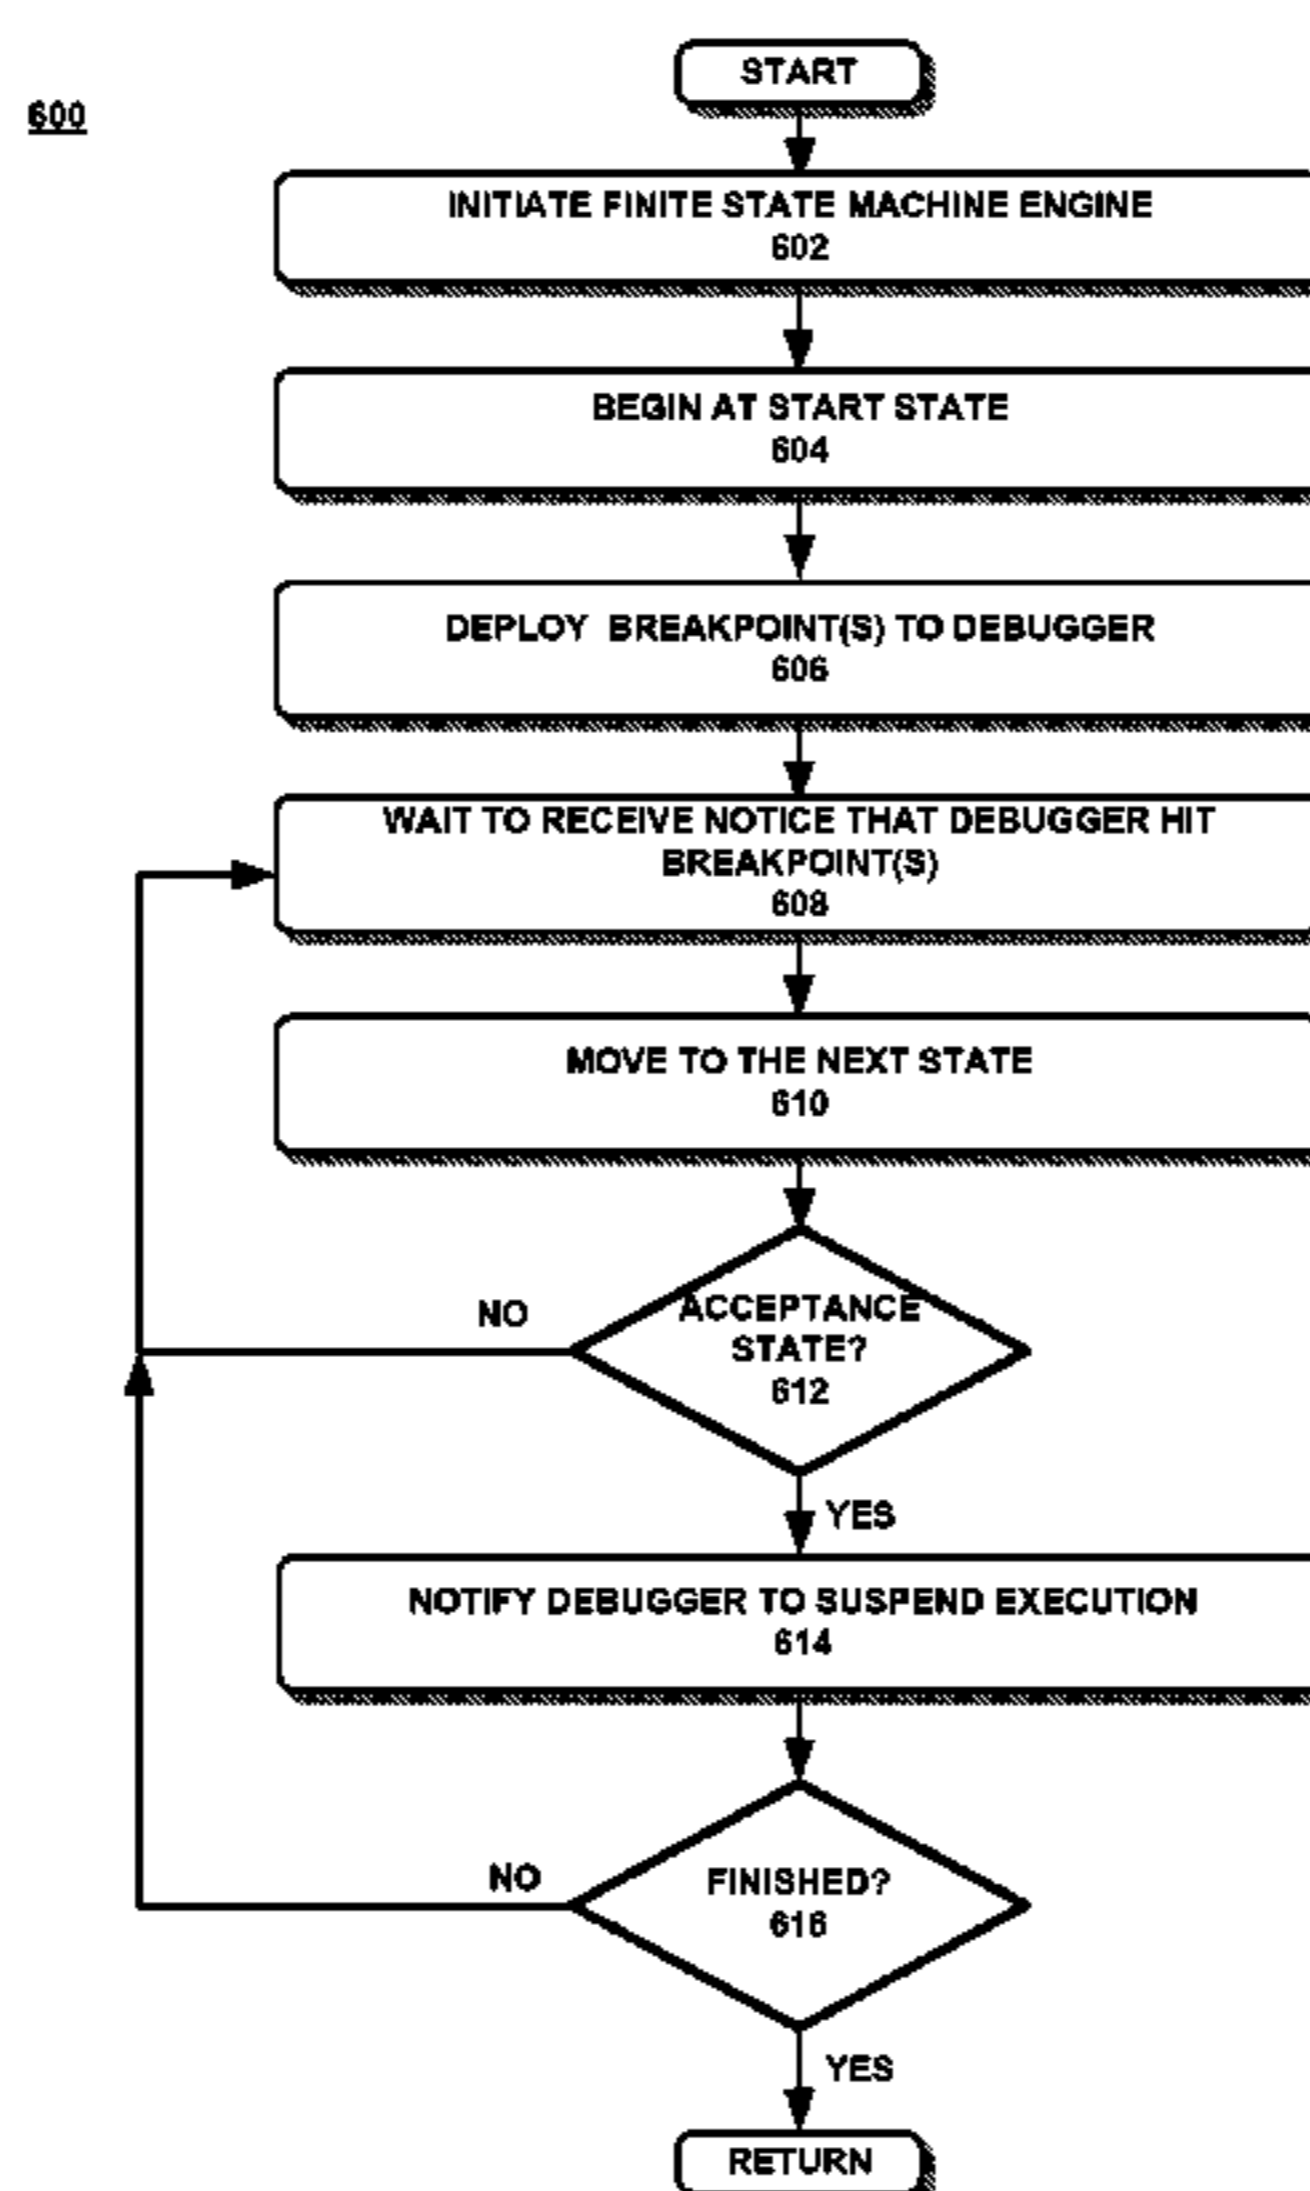 START
600
INITIATE FINITE STATE MACHINE ENGINE
602
BEGIN AT START STATE
604
DEPLOY BREAKPOINT(S) TO DEBUGGER
606
WAIT TO RECEIVE NOTICE THAT DEBUGGER HIT
BREAKPOINT(S)
608
MOVE TO THE NEXT STATE
610
NO
ACCEPTANCE
STATE?
612
YES
NOTIFY DEBUGGER TO SUSPEND EXECUTION
614
NO
FINISHED?
616
YES
RETURN